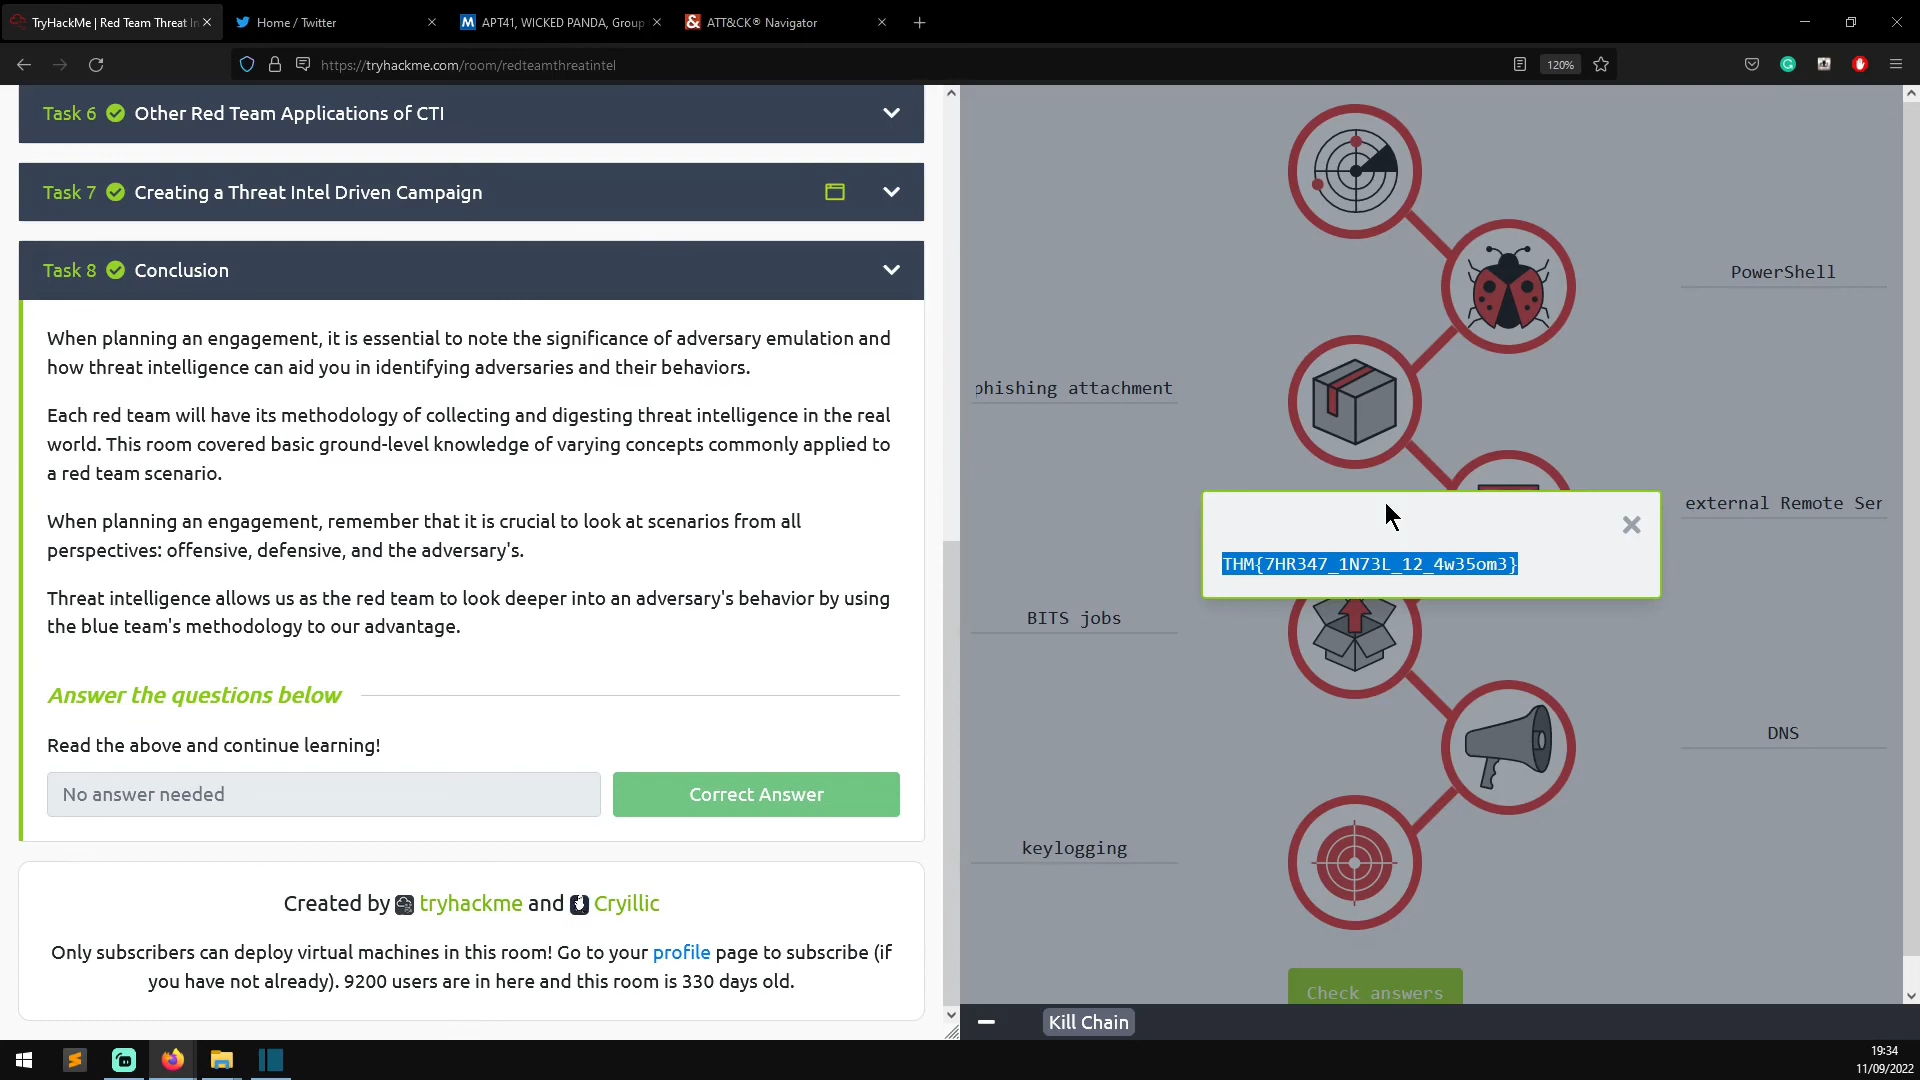 TryHackMe | Red Team Threat In
Home / Twitter
APT41, WICKED PANDA, Group
ATT&CK® Navigator
https://tryhackme.com/room/redteamthreatintel
120%
Task 6 Other Red Team Applications of CTI
Task 7 Creating a Threat Intel Driven Campaign
Task 8 Conclusion
When planning an engagement, it is essential to note the significance of adversary emulation and
how threat intelligence can aid you in identifying adversaries and their behaviors.
Each red team will have its methodology of collecting and digesting threat intelligence in the real
world. This room covered basic ground-level knowledge of varying concepts commonly applied to
a red team scenario.
When planning an engagement, remember that it is crucial to look at scenarios from all
perspectives: offensive, defensive, and the adversary's.
Threat intelligence allows us as the red team to look deeper into an adversary's behavior by using
the blue team's methodology to our advantage.
Answer the questions below
Read the above and continue learning!
No answer needed
Correct Answer
Created by tryhackme and Cryillic
Only subscribers can deploy virtual machines in this room! Go to your profile page to subscribe (if
you have not already). 9200 users are in here and this room is 330 days old.
PowerShell
phishing attachment
external Remote Ser
THM{7HR347_1N73L_12_4w35om3}
BITS jobs
DNS
keylogging
Check answers
Kill Chain
19:34
11/09/2022